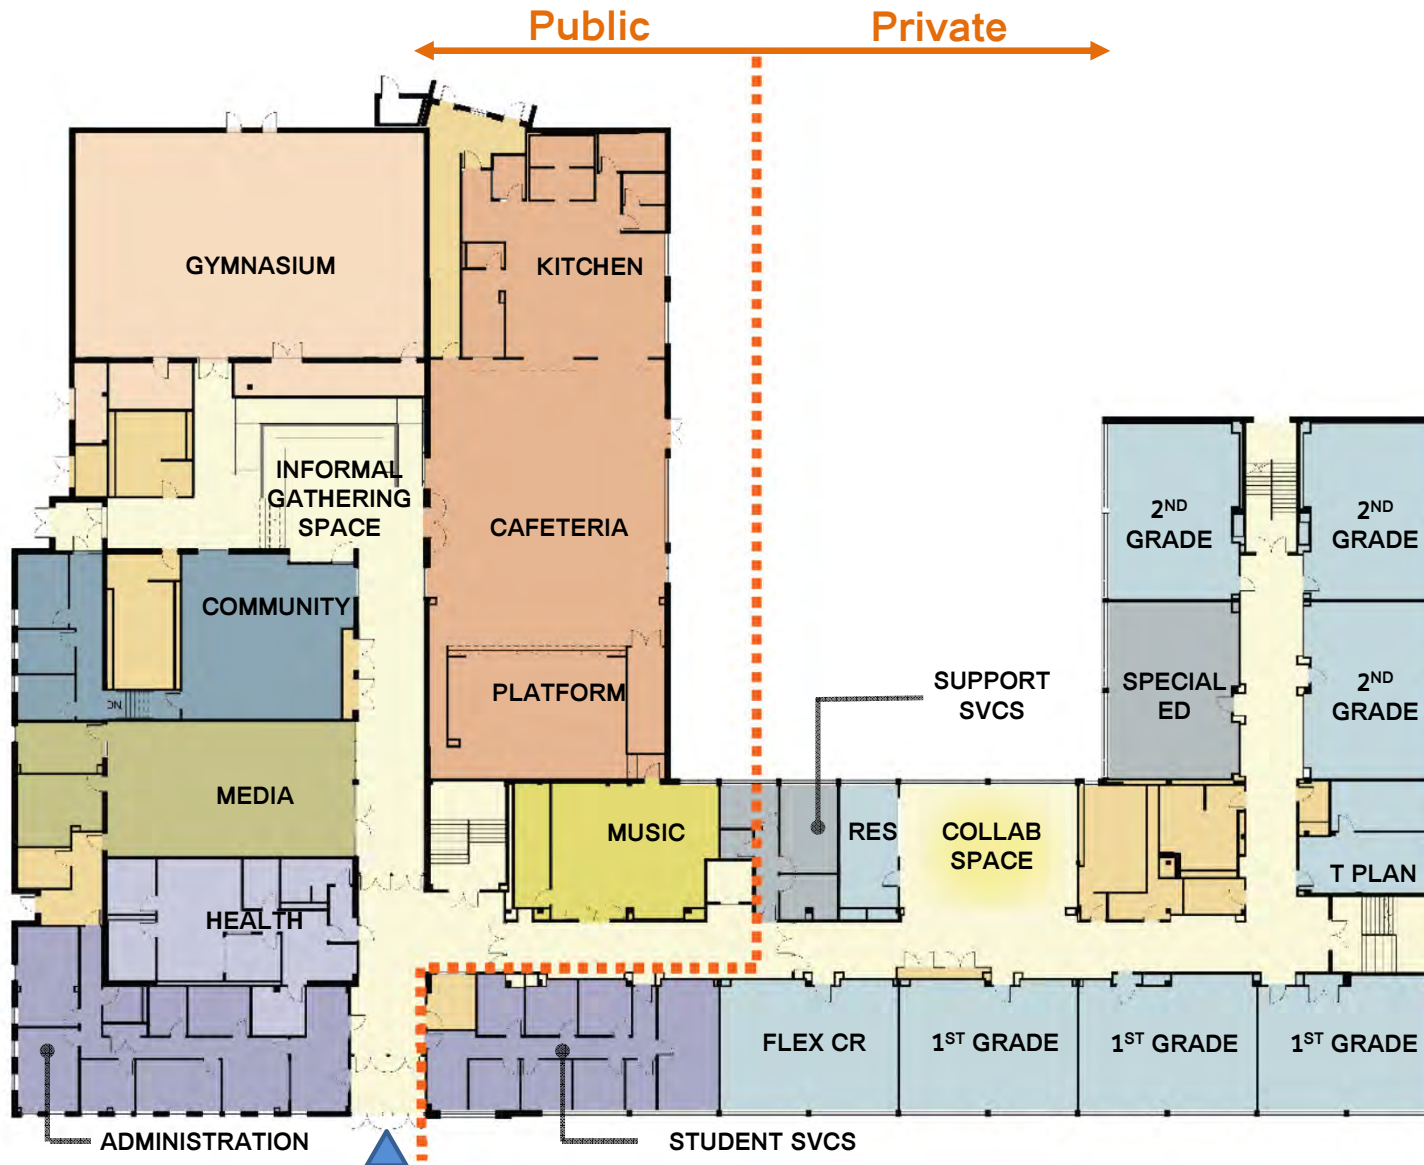 Public Private
GYMNASIUM
KITCHEN
INFORMAL
GATHERING
SPACE
CAFETERIA
2ND
GRADE
2ND
GRADE
COMMUNITY
PLATFORM
SUPPORT
SVCS
SPECIAL
ED
2ND
GRADE
MEDIA
MUSIC
RES
COLLAB
SPACE
T PLAN
HEALTH
FLEX CR
1ST GRADE
1ST GRADE
1ST GRADE
ADMINISTRATION
STUDENT SVCS